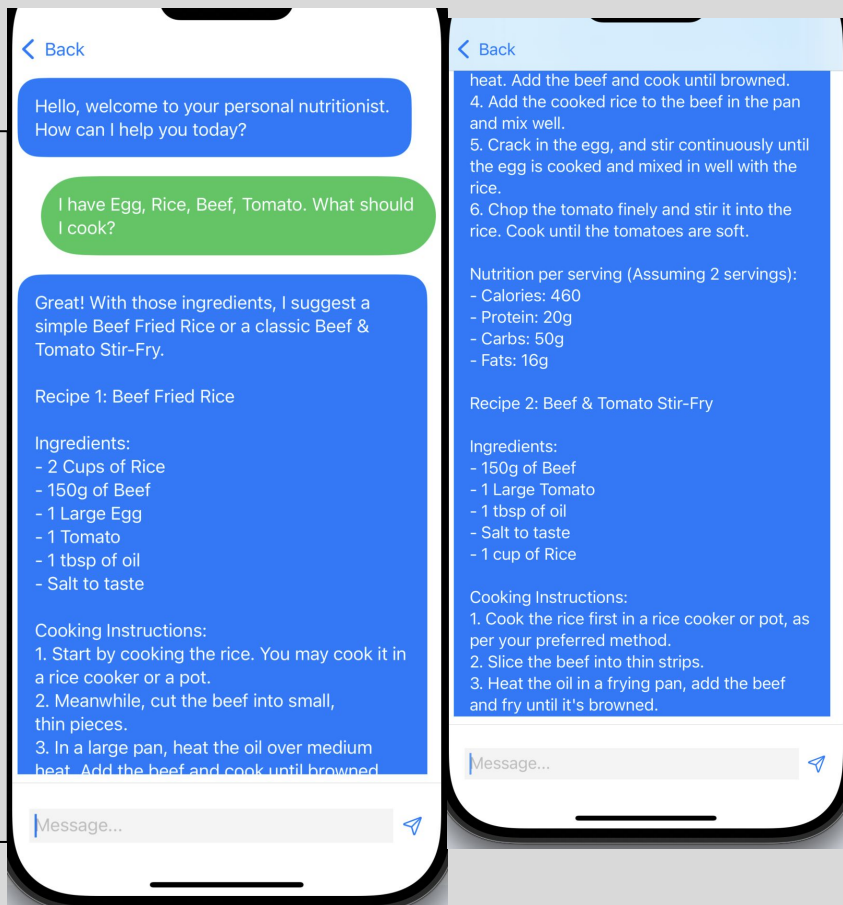 Back
Hello, welcome to your personal nutritionist.
How can I help you today?
I have Egg, Rice, Beef, Tomato. What should
I cook?
Great! With those ingredients, I suggest a
simple Beef Fried Rice or a classic Beef &
Tomato Stir-Fry.
Recipe 1: Beef Fried Rice
Ingredients:
- 2 Cups of Rice
- 150g of Beef
- 1 Large Egg
- 1 Tomato
- 1 tbsp of oil
- Salt to taste
Cooking Instructions:
1. Start by cooking the rice. You may cook it in
a rice cooker or a pot.
2. Meanwhile, cut the beef into small,
thin pieces.
3. In a large pan, heat the oil over medium
heat. Add the beef and cook until browned
Message...
Back
heat. Add the beef and cook until browned.
4. Add the cooked rice to the beef in the pan
and mix well.
5. Crack in the egg, and stir continuously until
the egg is cooked and mixed in well with the
rice.
6. Chop the tomato finely and stir it into the
rice. Cook until the tomatoes are soft.
Nutrition per serving (Assuming 2 servings):
- Calories: 460
- Protein: 20g
- Carbs: 50g
- Fats: 16g
Recipe 2: Beef & Tomato Stir-Fry
Ingredients:
- 150g of Beef
- 1 Large Tomato
- 1 tbsp of oil
- Salt to taste
- 1 cup of Rice
Cooking Instructions:
1. Cook the rice first in a rice cooker or pot, as
per your preferred method.
2. Slice the beef into thin strips.
3. Heat the oil in a frying pan, add the beef
and fry until it's browned.
Message...